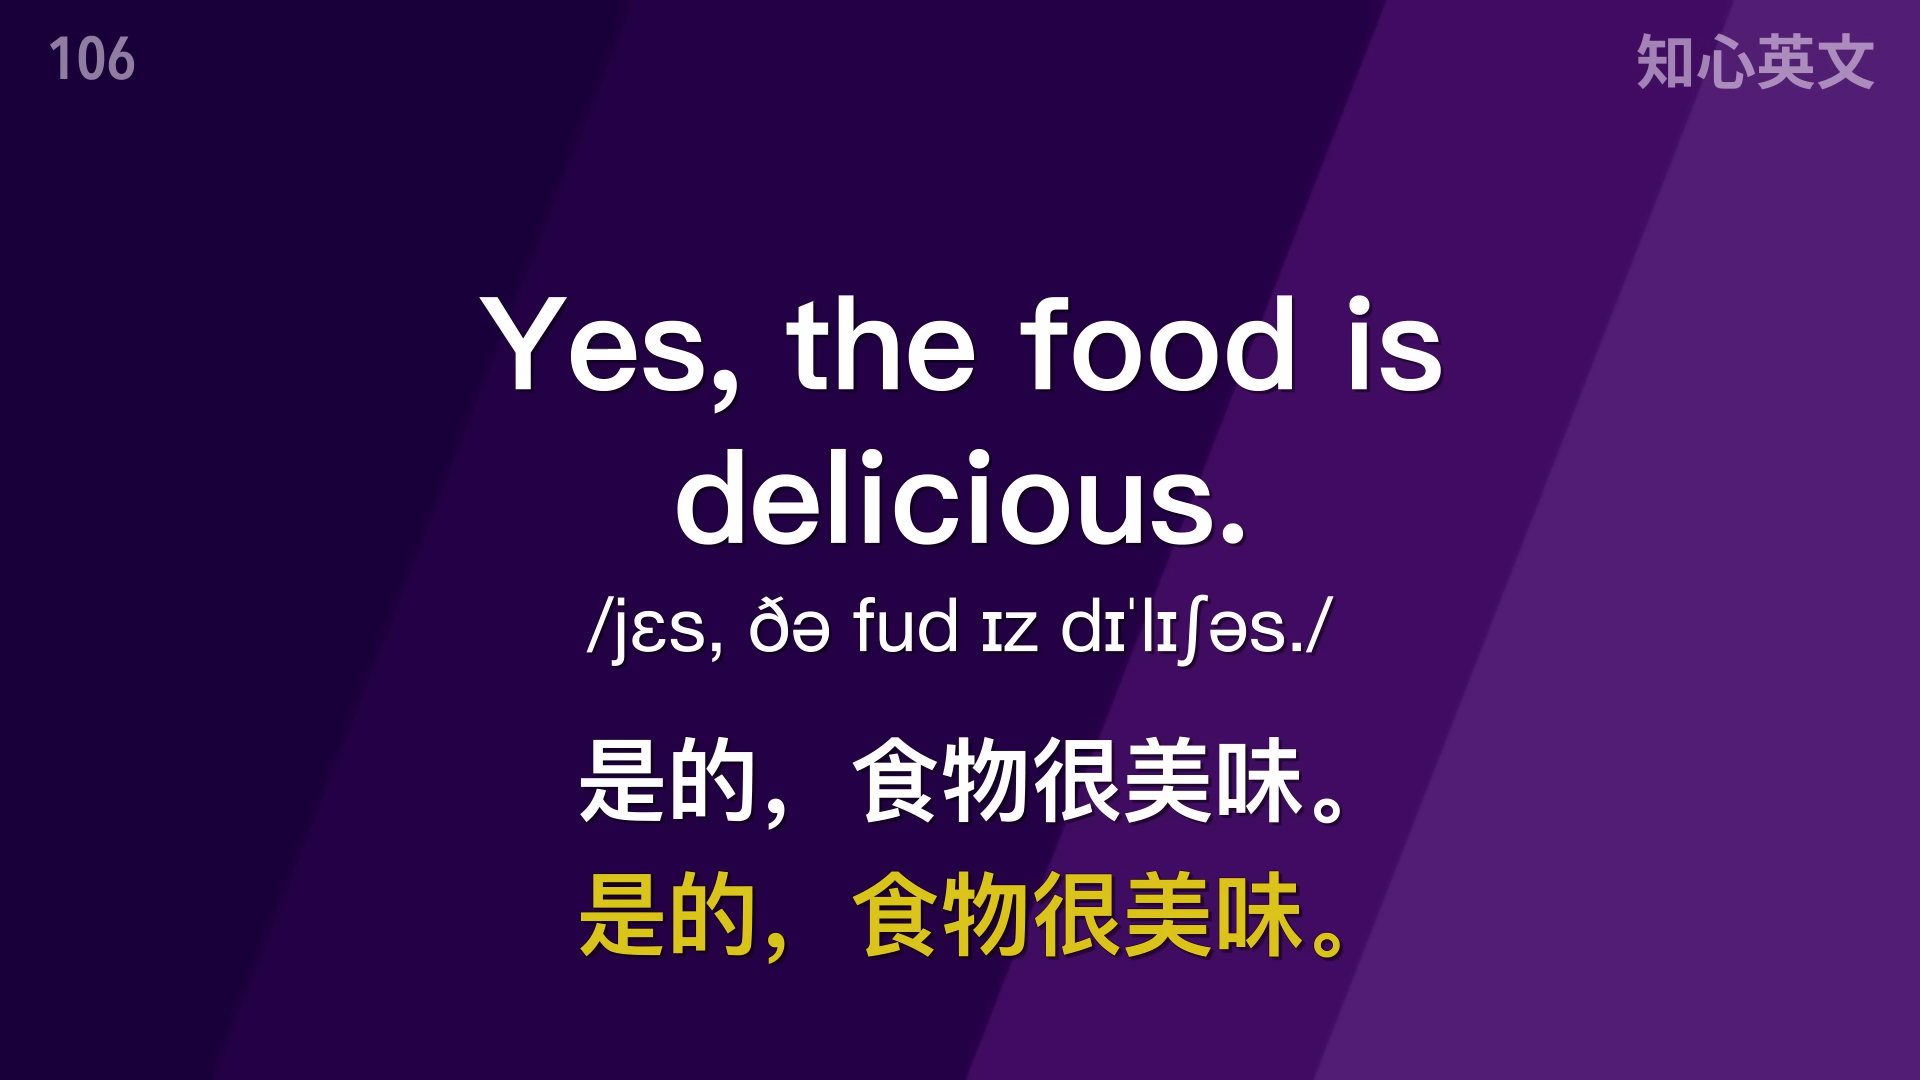 106
知心英文
Yes, the food is
delicious.
/jɛs, ðə fud ɪz dɪˈlɪʃəs./
是的，食物很美味。
是的，食物很美味。